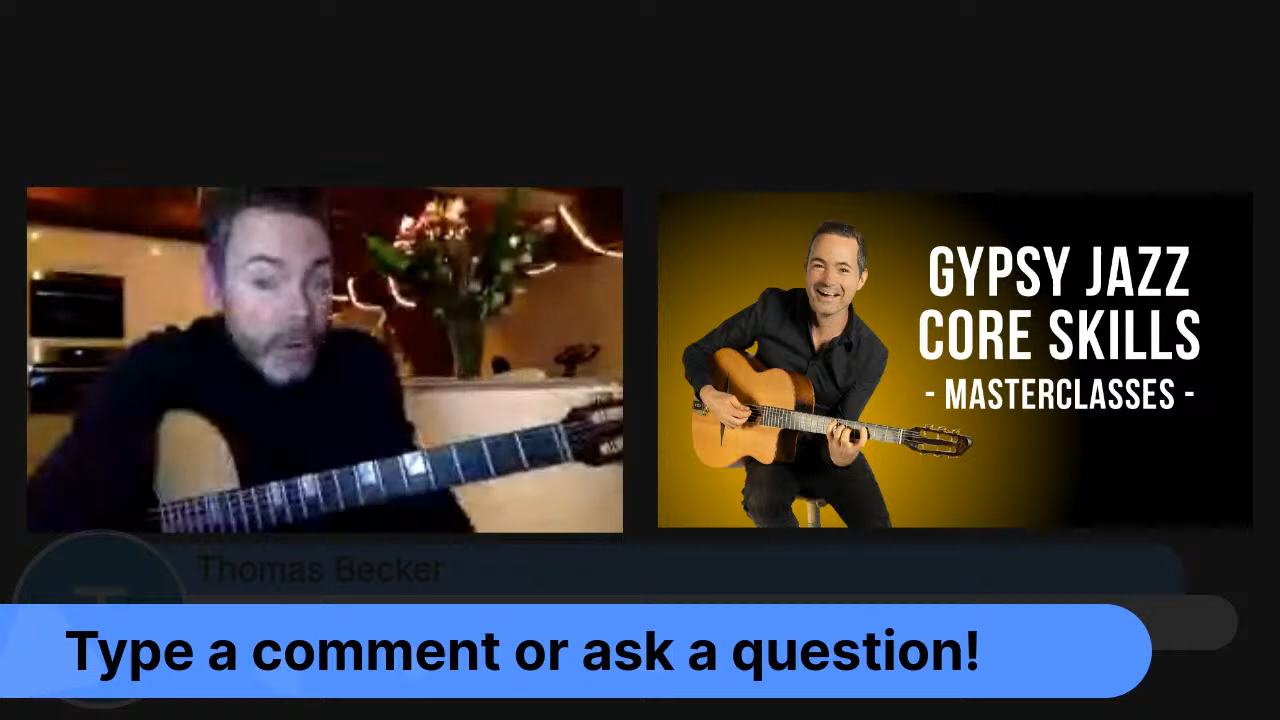 GYPSY JAZZ
CORE SKILLS
- MASTERCLASSES -
Thomas Becker
T
Type a comment or ask a question!